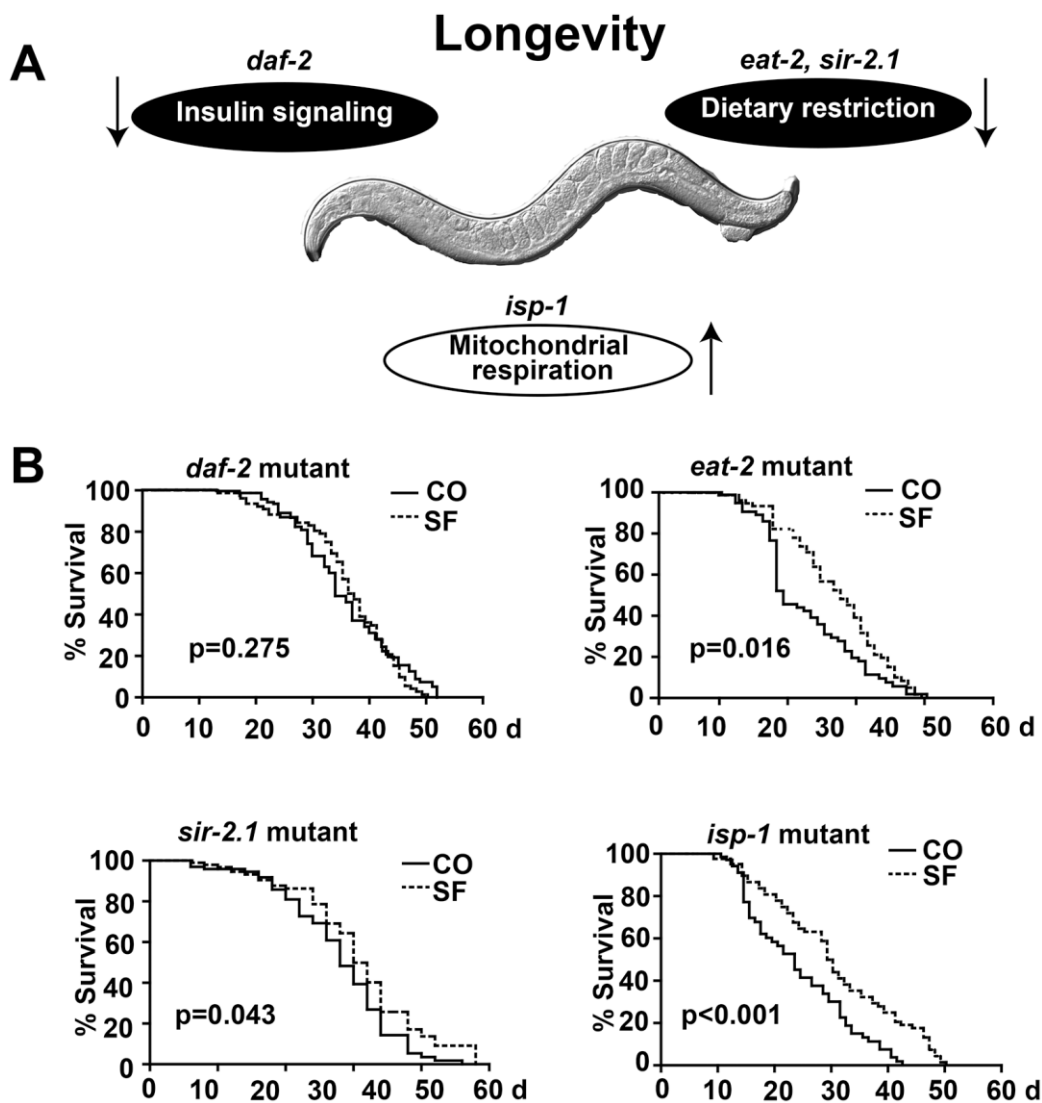 Longevity
A
daf-2
Insulin signaling
eat-2, sir-2.1
Dietary restriction
isp-1
Mitochondrial
respiration
B
daf-2 mutant
CO
SF
% Survival
100
80
60
40
20
0
p=0.275
0 10 20 30 40 50 60 d
eat-2 mutant
CO
SF
% Survival
100
80
60
40
20
0
p=0.016
0 10 20 30 40 50 60 d
sir-2.1 mutant
CO
SF
% Survival
100
80
60
40
20
0
p=0.043
0 10 20 30 40 50 60 d
isp-1 mutant
CO
SF
% Survival
100
80
60
40
20
0
p<0.001
0 10 20 30 40 50 60 d